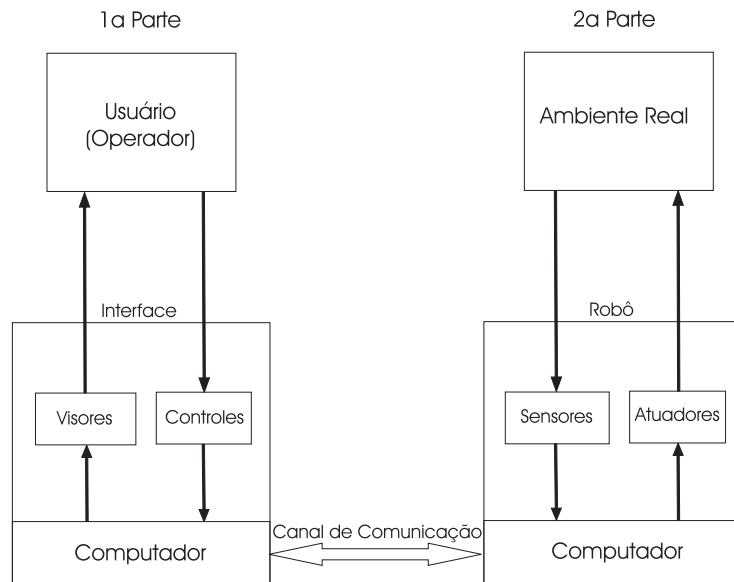 1a Parte
2a Parte
Usuário
(Operador)
Ambiente Real
Interface
Robô
Visores
Controles
Sensores
Atuadores
Canal de Comunicação
Computador
Computador